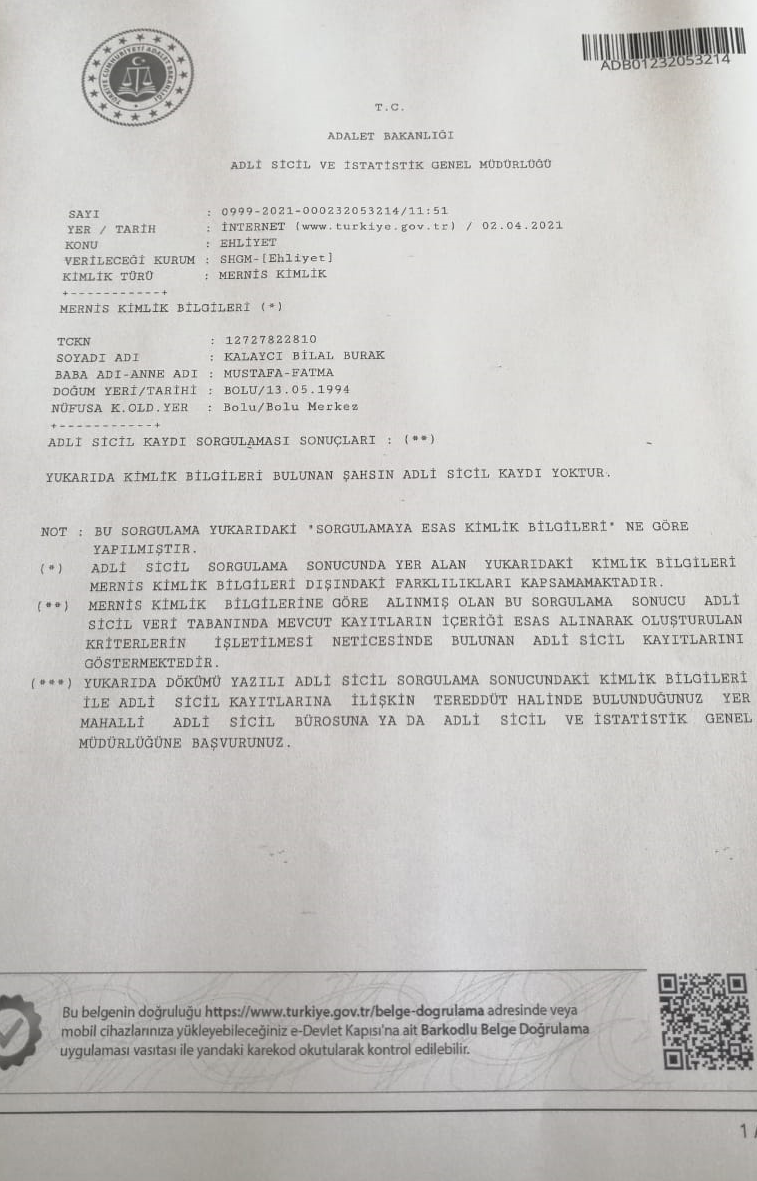 TÜRKİYE CUMHURİYETİ ADALET BAKANLIĞI
ADB01232053214
T.C.
ADALET BAKANLIĞI
ADLİ SİCİL VE İSTATİSTİK GENEL MÜDÜRLÜĞÜ
SAYI : 0999-2021-000232053214/11:51
YER / TARİH : İNTERNET (www.turkiye.gov.tr) / 02.04.2021
KONU : EHLİYET
VERİLECEĞİ KURUM : SHGM-[Ehliyet]
KİMLİK TÜRÜ : MERNİS KİMLİK
+-----------+
MERNİS KİMLİK BİLGİLERİ (*)
TCKN : 12727822810
SOYADI ADI : KALAYCI BİLAL BURAK
BABA ADI-ANNE ADI : MUSTAFA-FATMA
DOĞUM YERİ/TARİHİ : BOLU/13.05.1994
NÜFUSA K.OLD.YER : Bolu/Bolu Merkez
+-----------+
ADLİ SİCİL KAYDI SORGULAMASI SONUÇLARI : (**)
YUKARIDA KİMLİK BİLGİLERİ BULUNAN ŞAHSIN ADLİ SİCİL KAYDI YOKTUR.
NOT : BU SORGULAMA YUKARIDAKİ "SORGULAMAYA ESAS KİMLİK BİLGİLERİ" NE GÖRE
YAPILMIŞTIR.
(*) ADLİ SİCİL SORGULAMA SONUCUNDA YER ALAN YUKARIDAKİ KİMLİK BİLGİLERİ
MERNİS KİMLİK BİLGİLERİ DIŞINDAKİ FARKLILIKLARI KAPSAMAMAKTADIR.
(**) MERNİS KİMLİK BİLGİLERİNE GÖRE ALINMIŞ OLAN BU SORGULAMA SONUCU ADLİ
SİCİL VERİ TABANINDA MEVCUT KAYITLARIN İÇERİĞİ ESAS ALINARAK OLUŞTURULAN
KRİTERLERİN İŞLETİLMESİ NETİCESİNDE BULUNAN ADLİ SİCİL KAYITLARINI
GÖSTERMEKTEDİR.
(***) YUKARIDA DÖKÜMÜ YAZILI ADLİ SİCİL SORGULAMA SONUCUNDAKİ KİMLİK BİLGİLERİ
İLE ADLİ SİCİL KAYITLARINA İLİŞKİN TEREDDÜT HALİNDE BULUNDUĞUNUZ YER
MAHALLİ ADLİ SİCİL BÜROSUNA YA DA ADLİ SİCİL VE İSTATİSTİK GENEL
MÜDÜRLÜĞÜNE BAŞVURUNUZ.
Bu belgenin doğruluğu https://www.turkiye.gov.tr/belge-dogrulama adresinde veya
mobil cihazlarınıza yükleyebileceğiniz e-Devlet Kapısı'na ait Barkodlu Belge Doğrulama
uygulaması vasıtası ile yandaki karekod okutularak kontrol edilebilir.
1 /